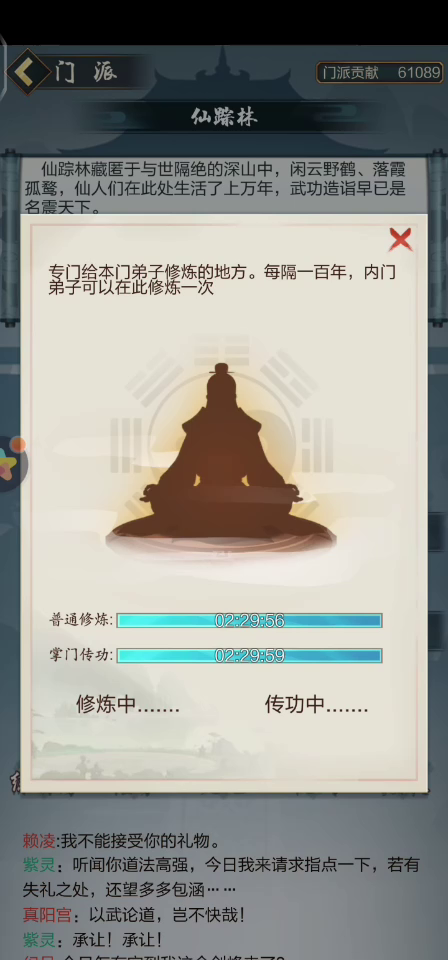 门 派
门派贡献 61089
仙踪林
仙踪林藏匿于与世隔绝的深山中，闲云野鹤、落霞
孤鹜，仙人们在此处生活了上万年，武功造诣早已是
名震天下。
专门给本门弟子修炼的地方。每隔一百年，内门
弟子可以在此修炼一次
普通修炼: 02:29:56
掌门传功: 02:29:59
修炼中....... 传功中.......
赖凌:我不能接受你的礼物。
紫灵：听闻你道法高强，今日我来请求指点一下，若有
失礼之处，还望多多包涵……
真阳宫：以武论道，岂不快哉！
紫灵：承让！承让！